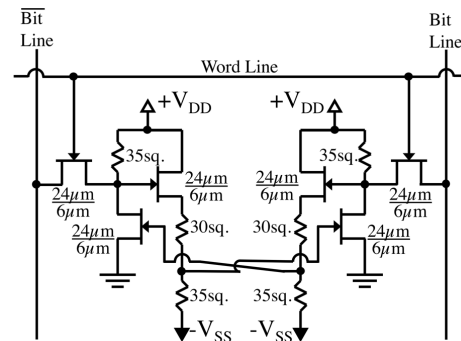 B̅i̅t̅ Bit
Line Line
Word Line
+V_DD +V_DD
35sq. 35sq.
24μm 24μm
6μm 6μm
24μm 24μm
6μm 6μm
24μm 30sq. 30sq. 24μm
6μm 6μm
35sq. 35sq.
-V_SS -V_SS